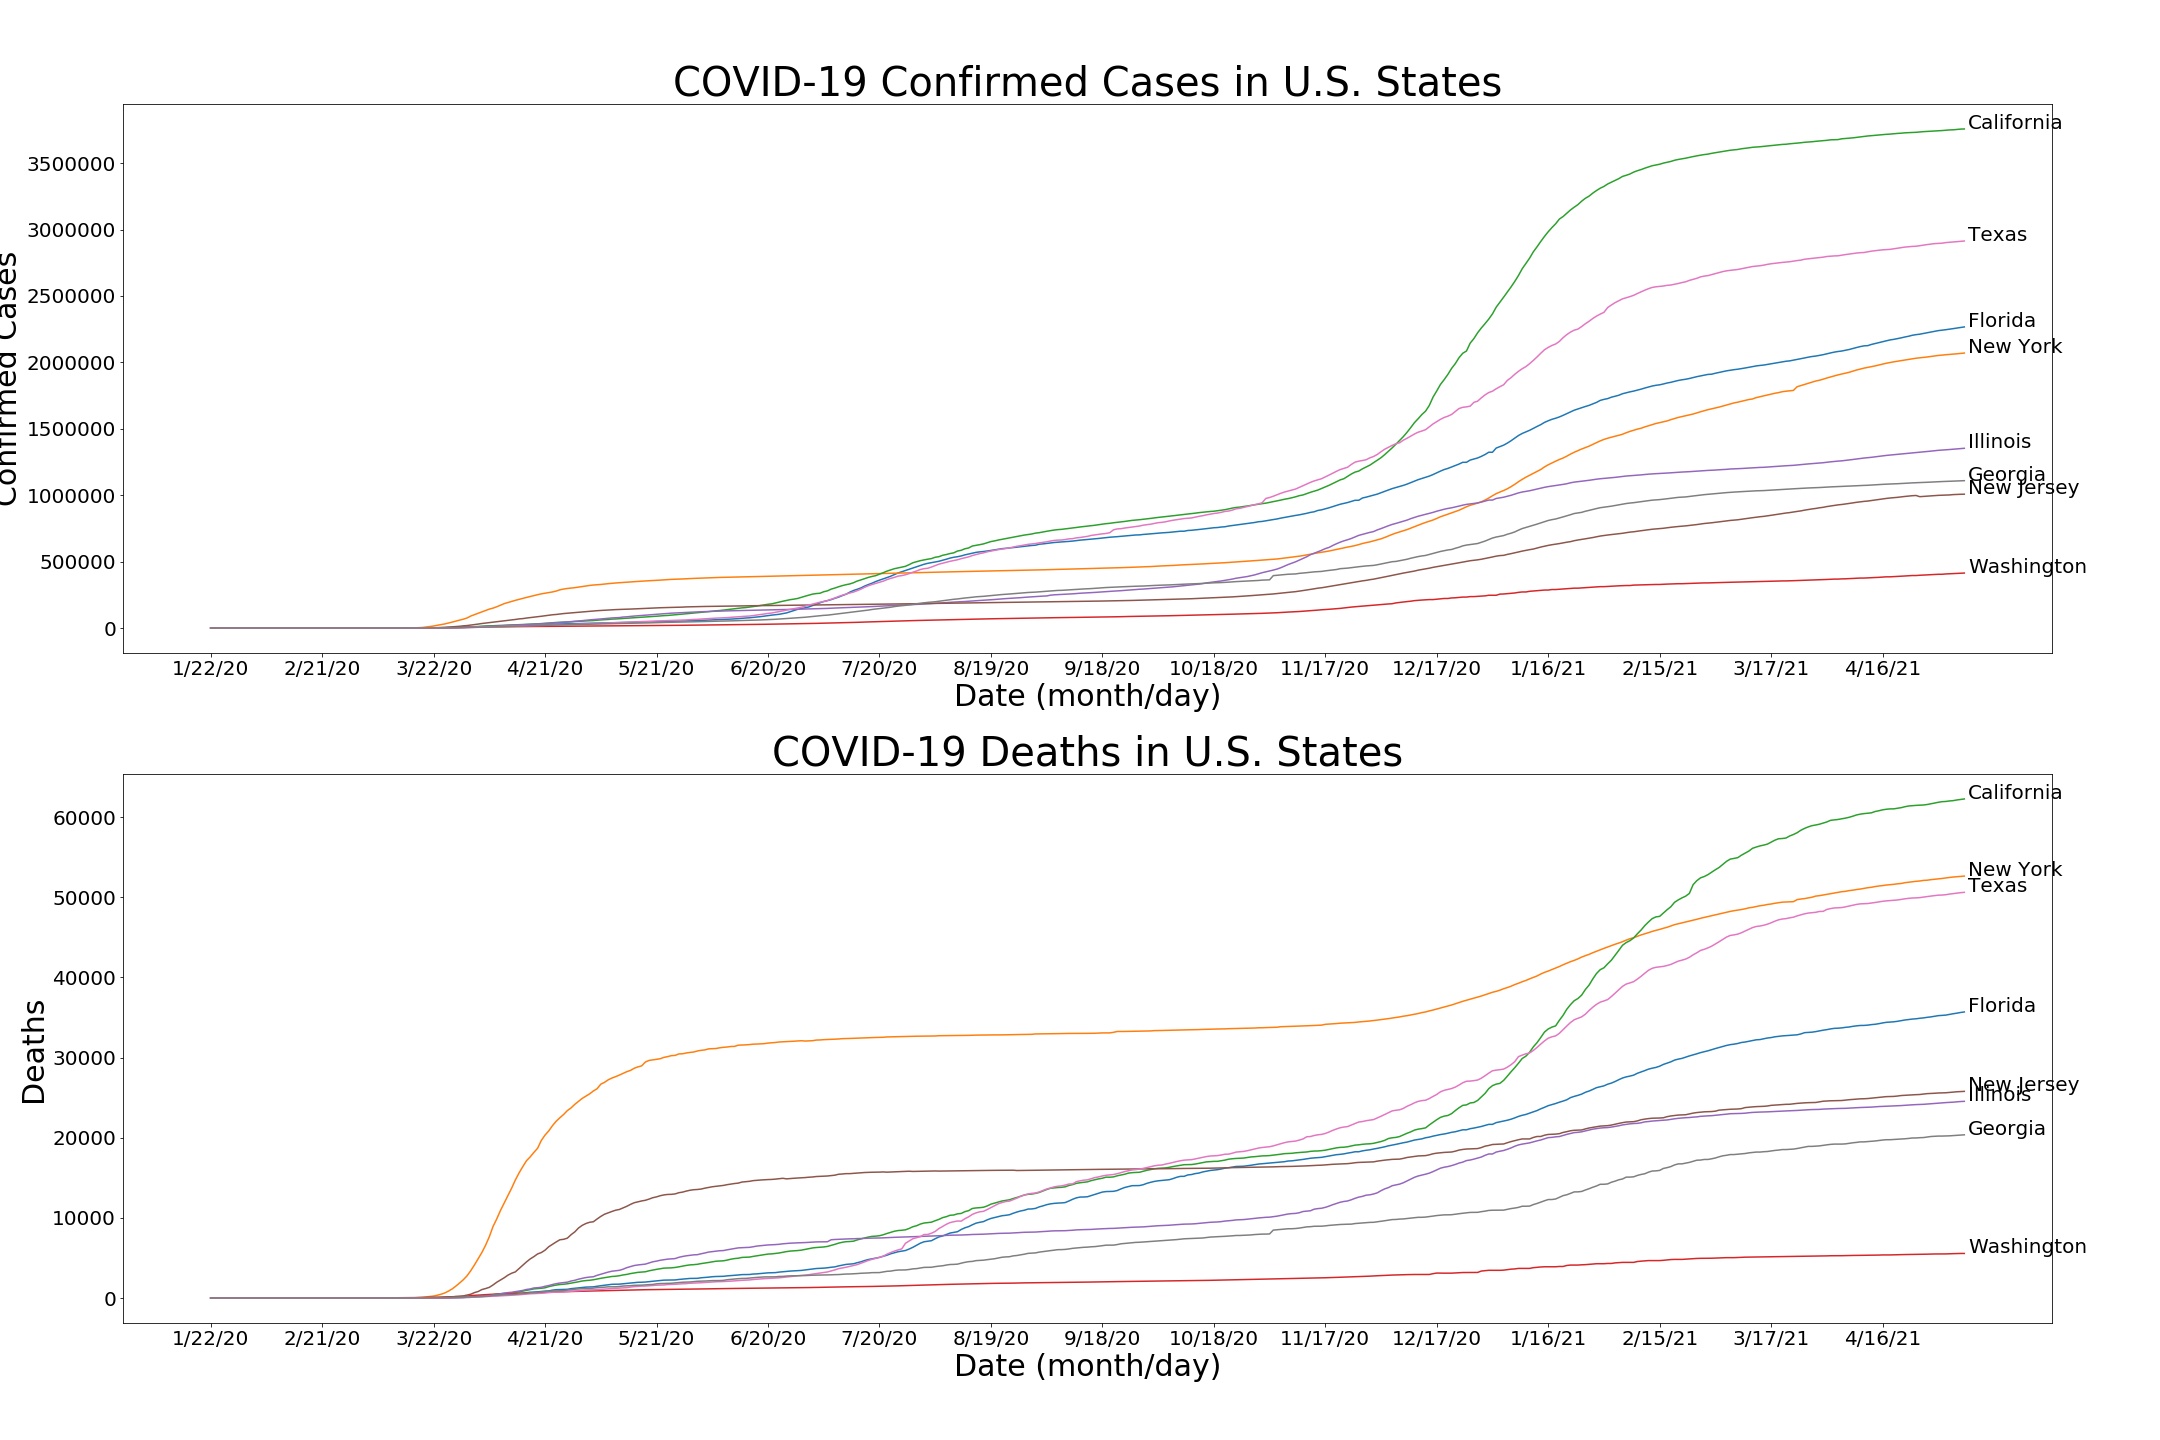 COVID-19 Confirmed Cases in U.S. States
Confirmed Cases
3500000
3000000
2500000
2000000
1500000
1000000
500000
0
California
Texas
Florida
New York
Illinois
Georgia
New Jersey
Washington
1/22/20 2/21/20 3/22/20 4/21/20 5/21/20 6/20/20 7/20/20 8/19/20 9/18/20 10/18/20 11/17/20 12/17/20 1/16/21 2/15/21 3/17/21 4/16/21
Date (month/day)
COVID-19 Deaths in U.S. States
Deaths
60000
50000
40000
30000
20000
10000
0
California
New York
Texas
Florida
New Jersey
Illinois
Georgia
Washington
1/22/20 2/21/20 3/22/20 4/21/20 5/21/20 6/20/20 7/20/20 8/19/20 9/18/20 10/18/20 11/17/20 12/17/20 1/16/21 2/15/21 3/17/21 4/16/21
Date (month/day)